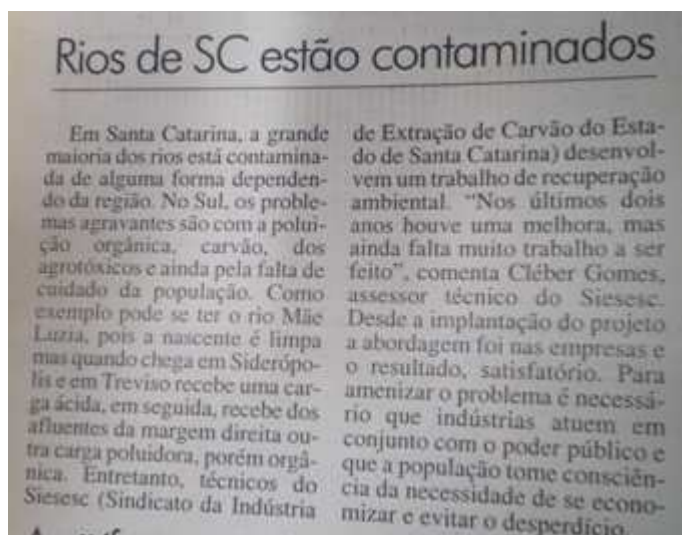 Rios de SC estão contaminados
Em Santa Catarina, a grande
maioria dos rios está contamina-
da de alguma forma dependen-
do da região. No Sul, os proble-
mas agravantes são com a polui-
ção orgânica, carvão, dos
agrotóxicos e ainda pela falta de
cuidado da população. Como
exemplo pode se ter o rio Mãe
Luzia, pois a nascente é limpa
mas quando chega em Siderópo-
lis e em Treviso recebe uma car-
ga ácida, em seguida, recebe dos
afluentes da margem direita ou-
tra carga poluidora, porém orgâ-
nica. Entretanto, técnicos do
Siesesc (Sindicato da Indústria
de Extração de Carvão do Esta-
do de Santa Catarina) desenvol-
vem um trabalho de recuperação
ambiental. “Nos últimos dois
anos houve uma melhora, mas
ainda falta muito trabalho a ser
feito”, comenta Cléber Gomes,
assessor técnico do Siesesc.
Desde a implantação do projeto
a abordagem foi nas empresas e
o resultado, satisfatório. Para
amenizar o problema é necessá-
rio que indústrias atuem em
conjunto com o poder público e
que a população tome consciên-
cia da necessidade de se econo-
mizar e evitar o desperdício.